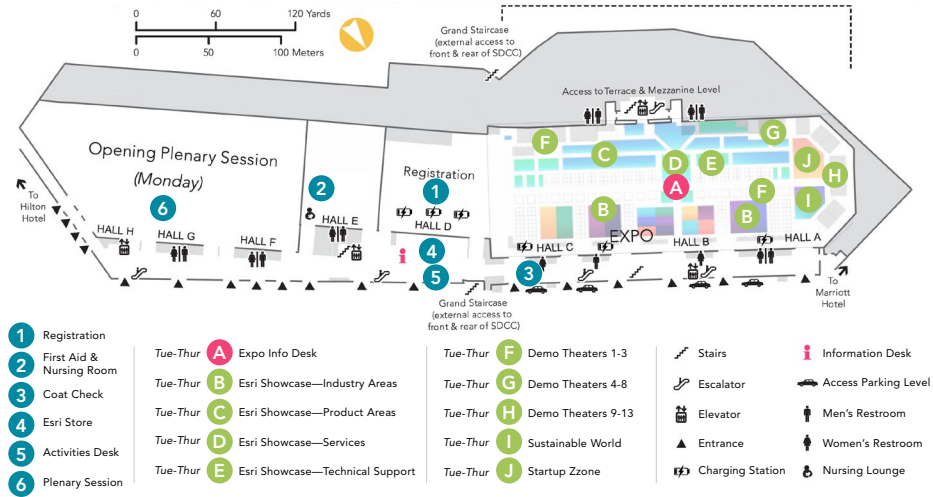 0 60 120 Yards
0 50 100 Meters
Grand Staircase
(external access to
front & rear of SDCC)
Access to Terrace & Mezzanine Level
Opening Plenary Session
(Monday)
6
2
Registration
1
F
C
D
E
G
J
H
A
B
F
B
I
To
Hilton
Hotel
HALL H
HALL G
HALL F
HALL E
HALL D
4
5
EXPO
HALL C
HALL B
HALL A
3
To
Marriott
Hotel
Grand Staircase
(external access to
front & rear of SDCC)
1 Registration
2 First Aid &
Nursing Room
3 Coat Check
4 Esri Store
5 Activities Desk
6 Plenary Session
Tue-Thur A Expo Info Desk
Tue-Thur B Esri Showcase—Industry Areas
Tue-Thur C Esri Showcase—Product Areas
Tue-Thur D Esri Showcase—Services
Tue-Thur E Esri Showcase—Technical Support
Tue-Thur F Demo Theaters 1-3
Tue-Thur G Demo Theaters 4-8
Tue-Thur H Demo Theaters 9-13
Tue-Thur I Sustainable World
Tue-Thur J Startup Zzone
Stairs
Escalator
Elevator
Entrance
Charging Station
Information Desk
Access Parking Level
Men's Restroom
Women's Restroom
Nursing Lounge